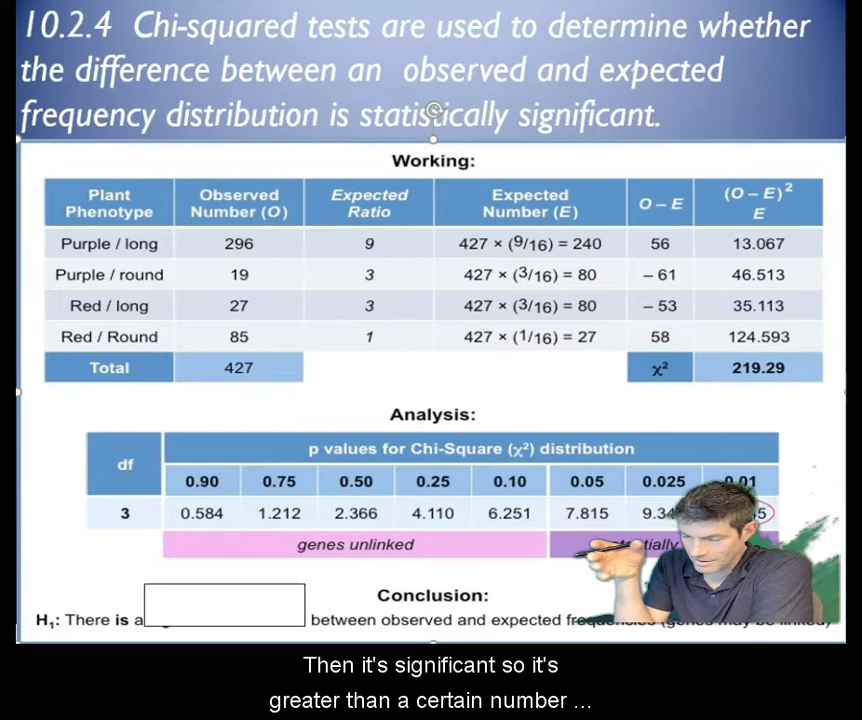 10.2.4 Chi-squared tests are used to determine whether
the difference between an observed and expected
frequency distribution is statistically significant.
Working:
Plant Phenotype Observed Number (O) Expected Ratio Expected Number (E) O – E (O – E)² E
Purple / long 296 9 427 × (9/16) = 240 56 13.067
Purple / round 19 3 427 × (3/16) = 80 – 61 46.513
Red / long 27 3 427 × (3/16) = 80 – 53 35.113
Red / Round 85 1 427 × (1/16) = 27 58 124.593
Total 427 χ² 219.29
Analysis:
df p values for Chi-Square (χ²) distribution
0.90 0.75 0.50 0.25 0.10 0.05 0.025 0.01
3 0.584 1.212 2.366 4.110 6.251 7.815
genes unlinked
Conclusion:
H₁: There is a between observed and expected
Then it's significant so it's
greater than a certain number ...